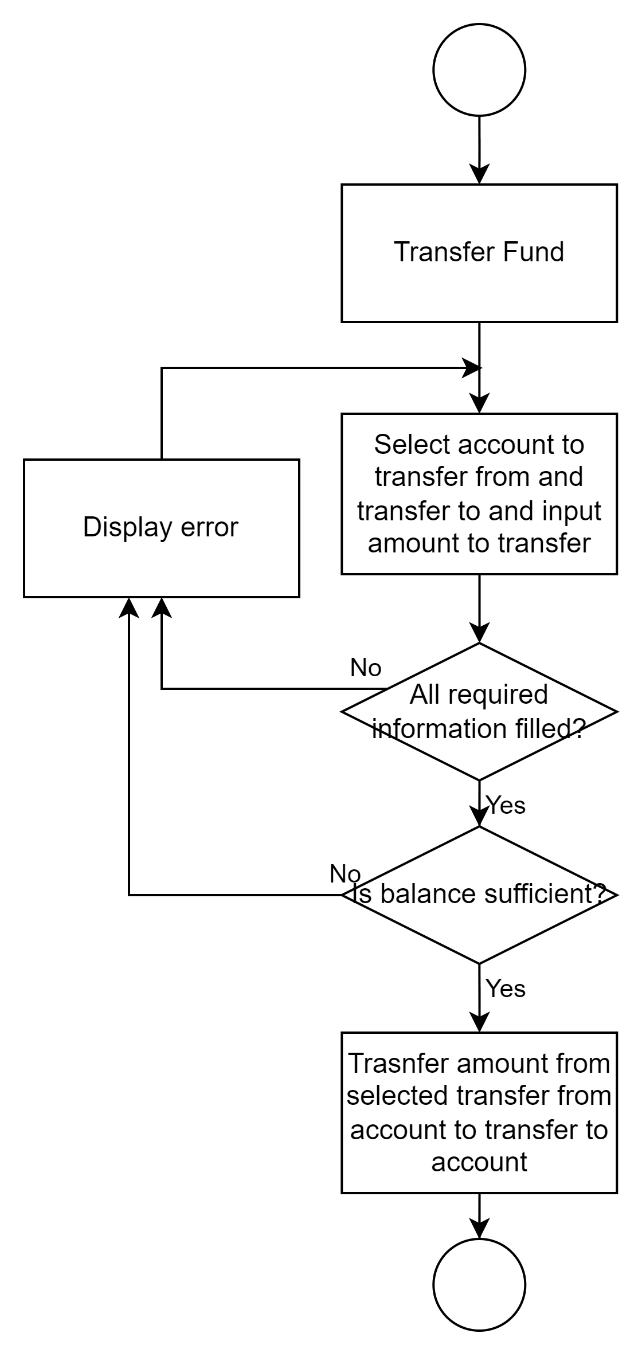 Transfer Fund
Select account to
transfer from and
transfer to and input
amount to transfer
Display error
No
All required
information filled?
Yes
No
Is balance sufficient?
Yes
Trasnfer amount from
selected transfer from
account to transfer to
account